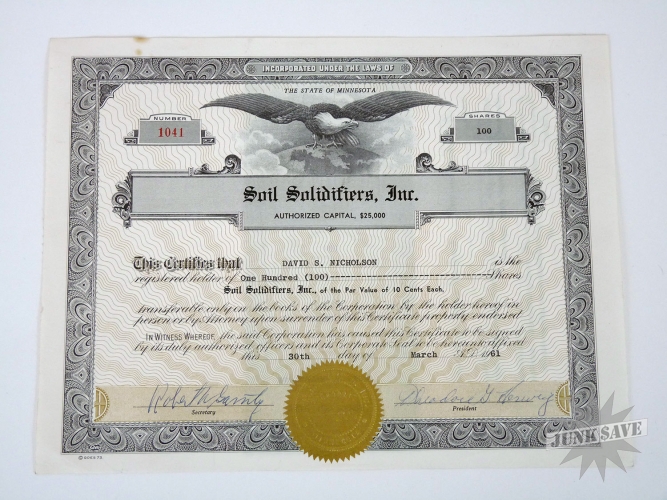 INCORPORATED UNDER THE LAWS OF
THE STATE OF MINNESOTA
NUMBER
1041
SHARES
100
Soil Solidifiers, Inc.
AUTHORIZED CAPITAL, $25,000
This Certifies that DAVID S. NICHOLSON is the
registered holder of One Hundred (100)-------------------------------- Shares
Soil Solidifiers, Inc., of the Par Value of 10 Cents Each,
transferable only on the books of the Corporation by the holder hereof in
person or by Attorney upon surrender of this Certificate properly endorsed.
IN WITNESS WHEREOF, the said Corporation has caused this Certificate to be signed
by its duly authorized officers and its Corporate Seal to be hereunto affixed
this 30th day of March A.D. 1961
Secretary
President
JUNKSAVE